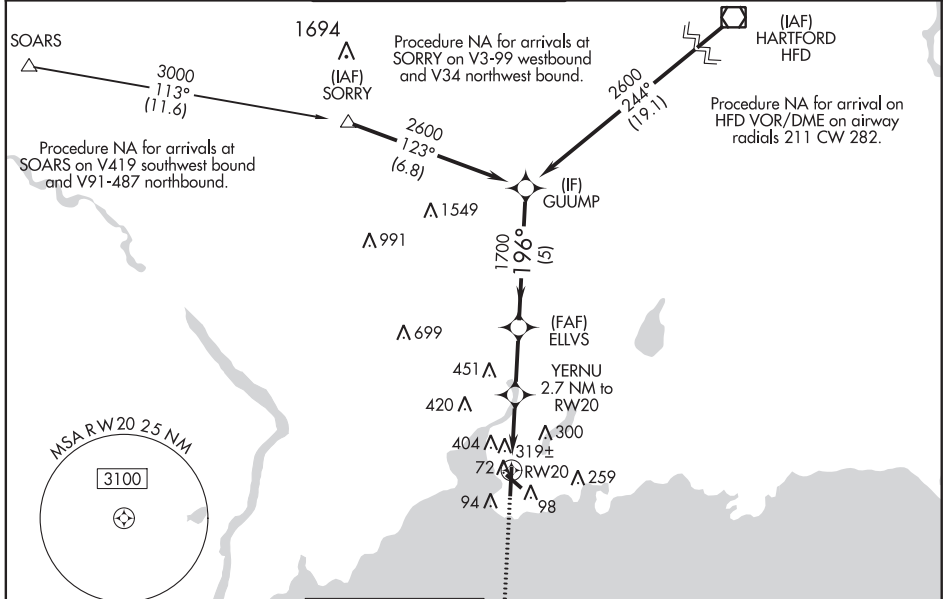 SOARS
3000
113°
(11.6)
1694
(IAF)
SORRY
Procedure NA for arrivals at
SORRY on V3-99 westbound
and V34 northwest bound.
(IAF)
HARTFORD
HFD
2600
244°
(19.1)
Procedure NA for arrival on
HFD VOR/DME on airway
radials 211 CW 282.
Procedure NA for arrivals at
SOARS on V419 southwest bound
and V91-487 northbound.
2600
123°
(6.8)
(IF)
GUUMP
1549
991
1700
196°
(5)
699
(FAF)
ELLVS
451
YERNU
2.7 NM to
RW20
420
300
404
319±
72
RW20
259
94
98
MSA RW20 25 NM
3100